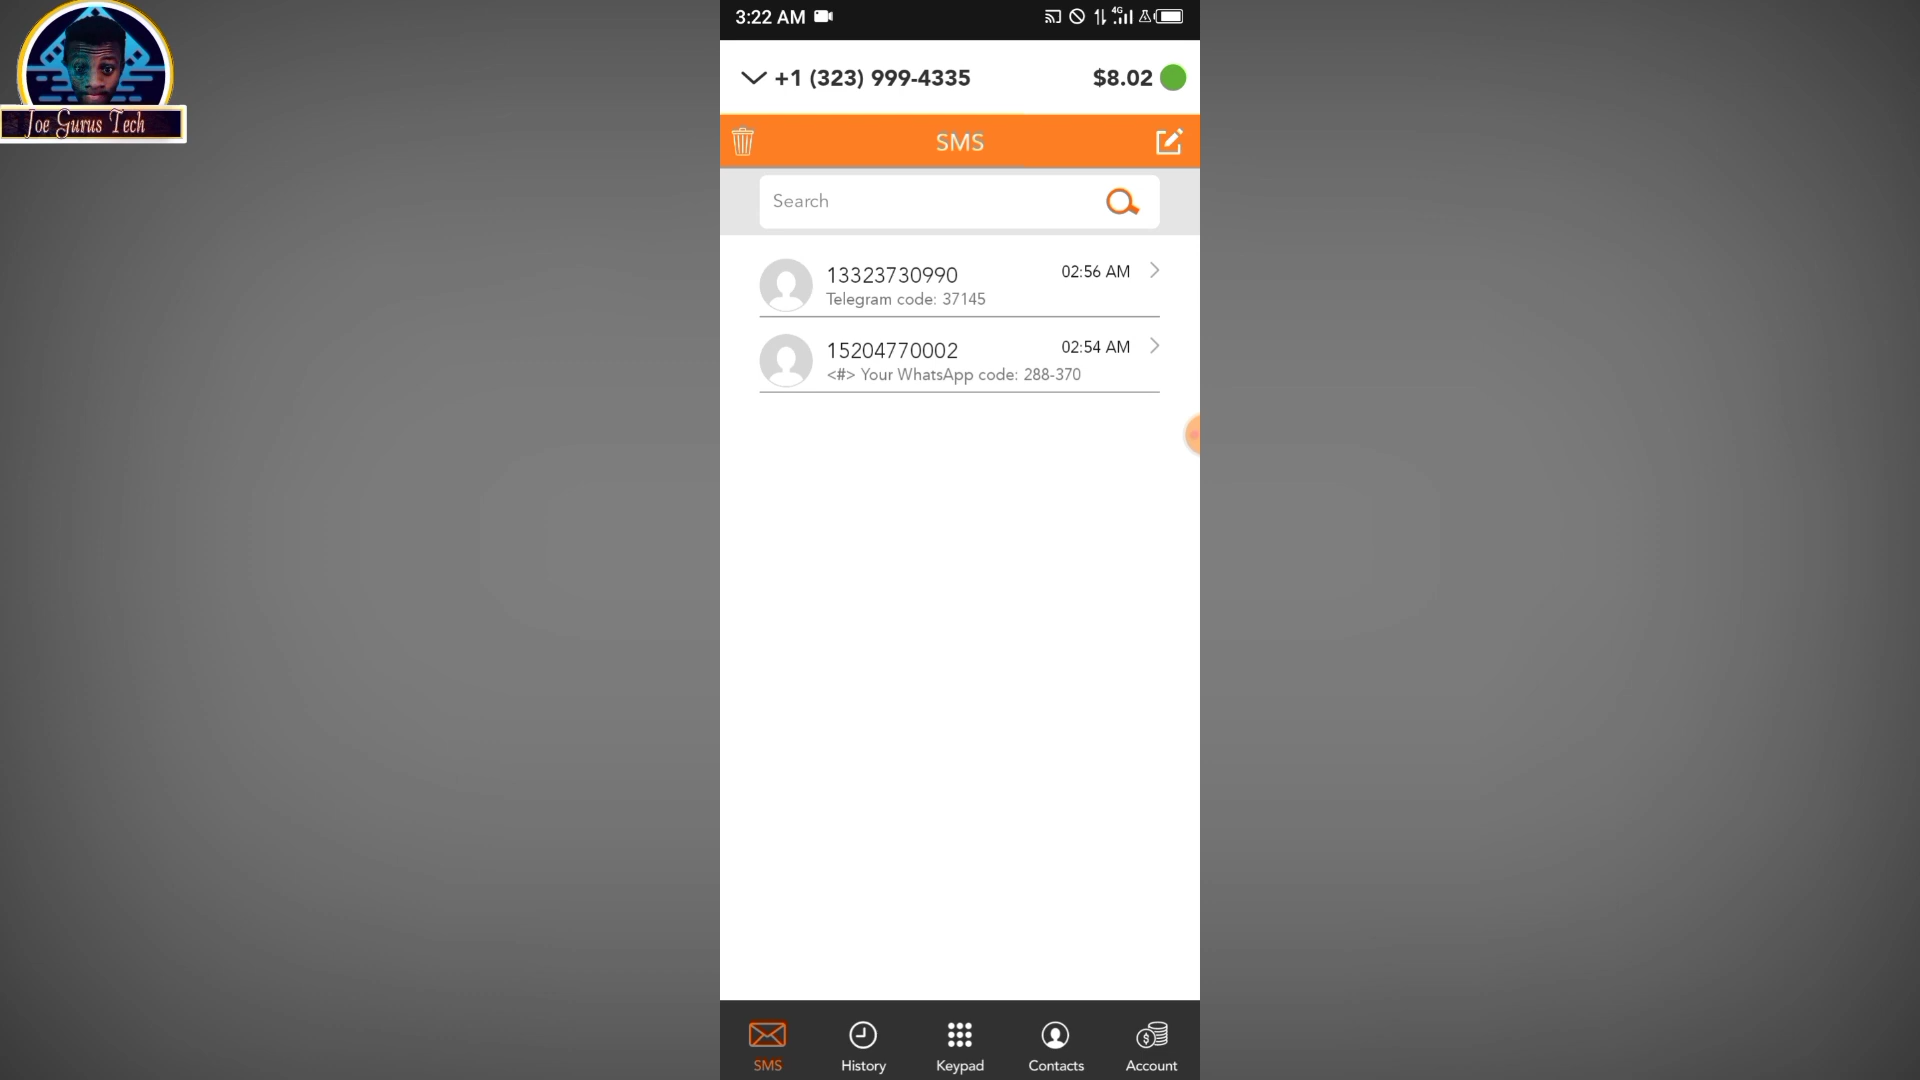 3:22 AM
4G
Joe Gurus Tech
+1 (323) 999-4335
$8.02
SMS
Search
13323730990
02:56 AM
Telegram code: 37145
15204770002
02:54 AM
<#> Your WhatsApp code: 288-370
SMS
History
Keypad
Contacts
Account